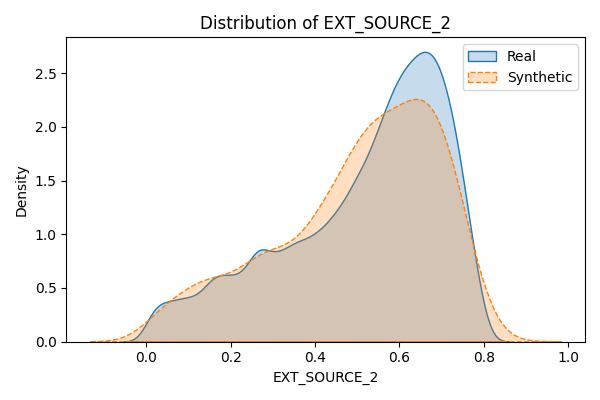 Distribution of EXT_SOURCE_2
Real
Synthetic
Density
2.5
2.0
1.5
1.0
0.5
0.0
0.0 0.2 0.4 0.6 0.8 1.0
EXT_SOURCE_2